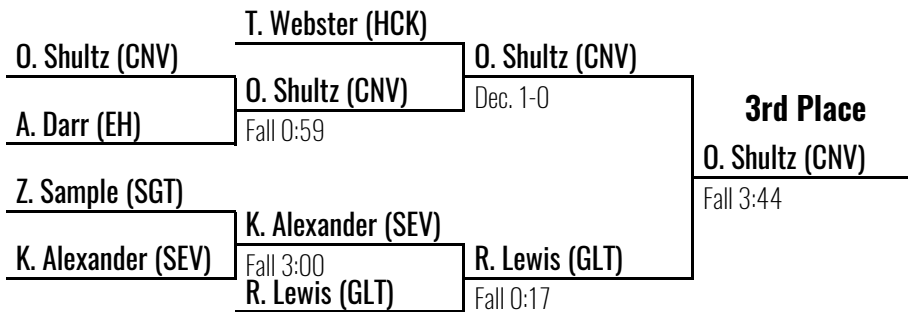 T. Webster (HCK)
O. Shultz (CNV)
O. Shultz (CNV)
O. Shultz (CNV)
Dec. 1-0
A. Darr (EH)
Fall 0:59
3rd Place
O. Shultz (CNV)
Z. Sample (SGT)
Fall 3:44
K. Alexander (SEV)
K. Alexander (SEV)
Fall 3:00
R. Lewis (GLT)
R. Lewis (GLT)
Fall 0:17